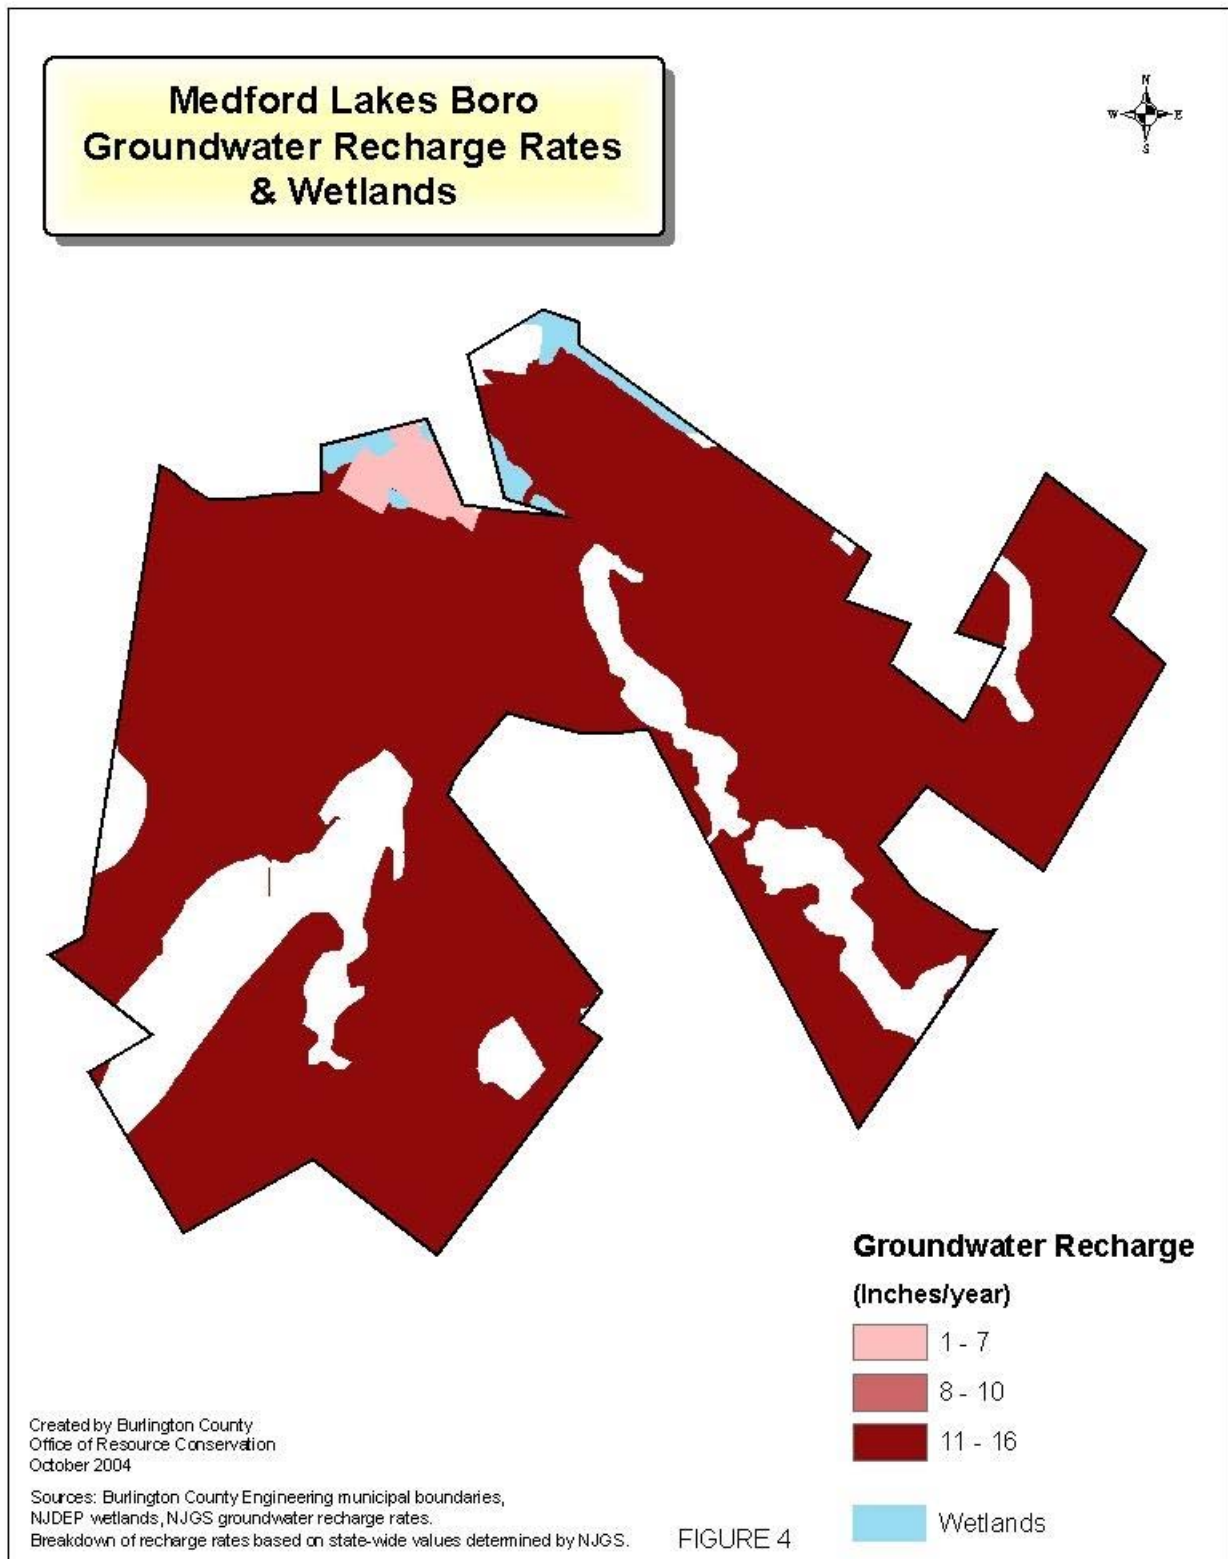 Medford Lakes Boro
Groundwater Recharge Rates
& Wetlands
N
W
E
S
Groundwater Recharge
(Inches/year)
1 - 7
8 - 10
11 - 16
Wetlands
Created by Burlington County
Office of Resource Conservation
October 2004
Sources: Burlington County Engineering municipal boundaries,
NJDEP wetlands, NJGS groundwater recharge rates.
Breakdown of recharge rates based on state-wide values determined by NJGS.
FIGURE 4